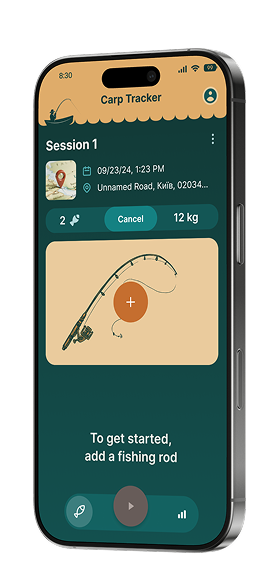 8:30
Carp Tracker
Session 1
09/23/24, 1:23 PM
Unnamed Road, Київ, 02034...
2
Cancel
12 kg
To get started,
add a fishing rod